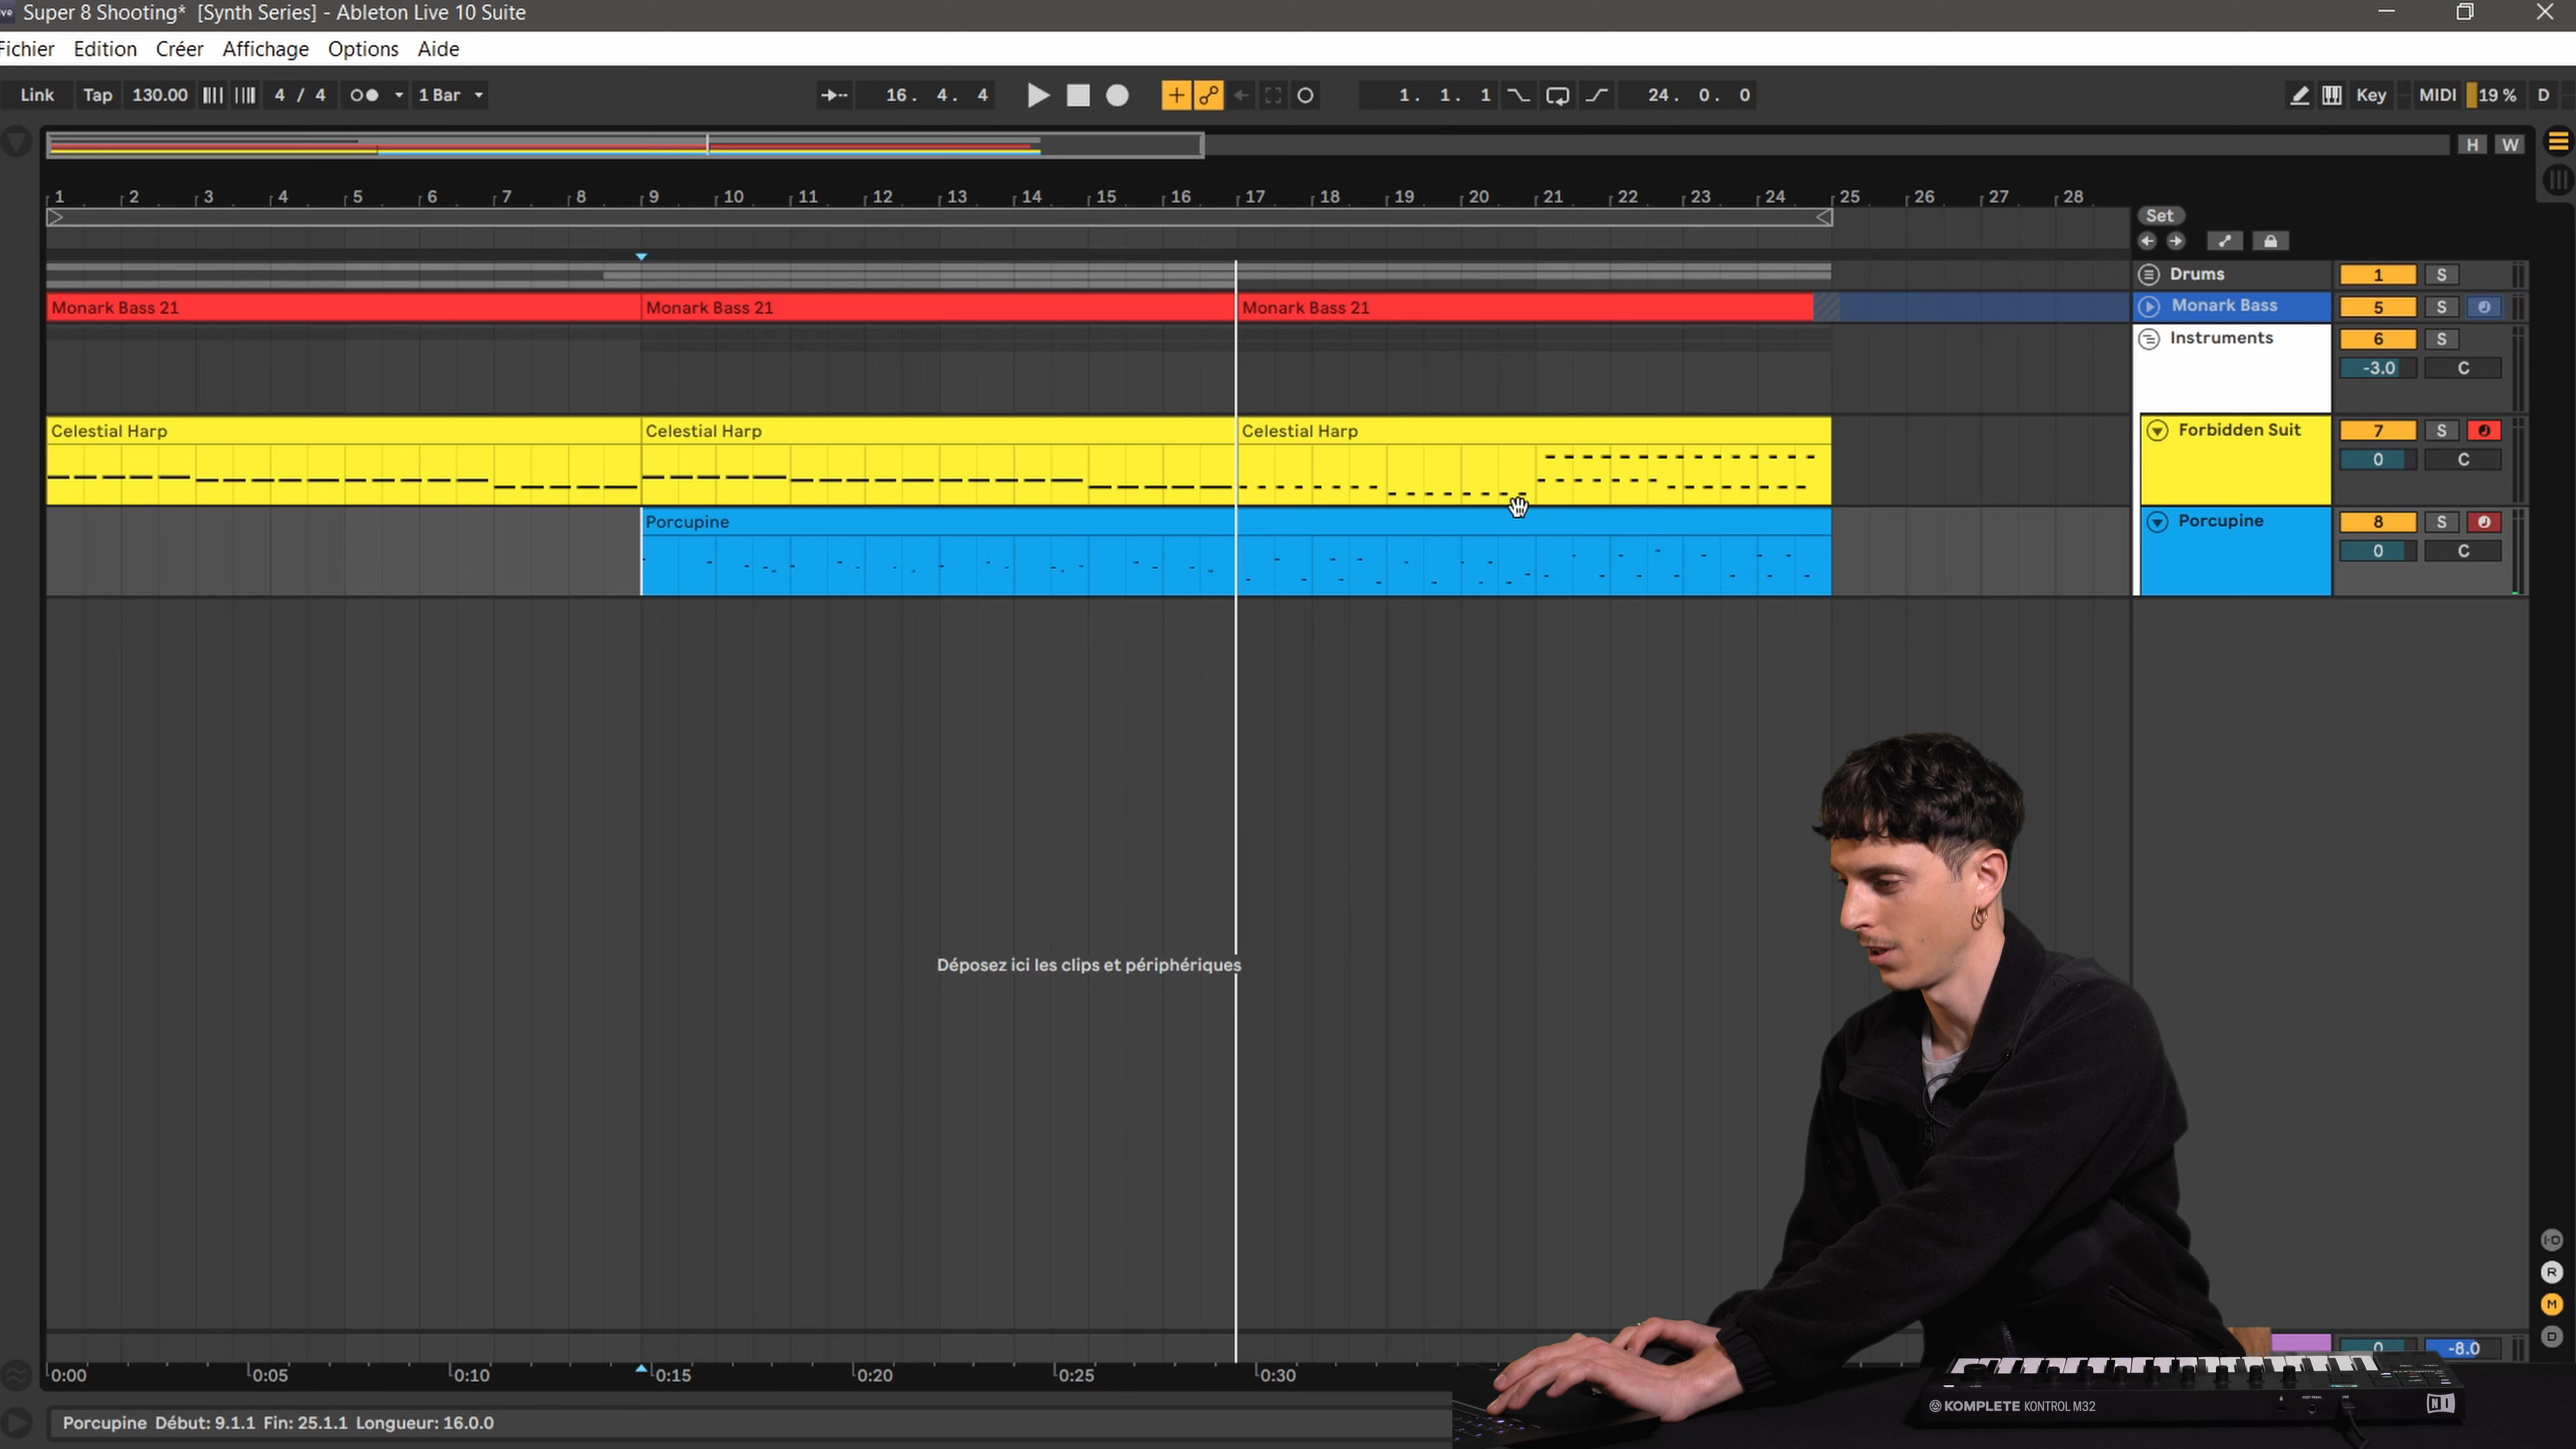 Super 8 Shooting* [Synth Series] - Ableton Live 10 Suite
Fichier Edition Créer Affichage Options Aide
Link Tap 130.00 4 / 4 1 Bar 16. 4. 4 1. 1. 1 24. 0. 0 Key MIDI 19 % D
H W
1 2 3 4 5 6 7 8 9 10 11 12 13 14 15 16 17 18 19 20 21 22 23 24 25 26 27 28
Set
Drums 1 S
Monark Bass 21 Monark Bass 21 Monark Bass 21 Monark Bass 5 S
Instruments 6 S
-3.0 C
Celestial Harp Celestial Harp Celestial Harp Forbidden Suit 7 S
0 C
Porcupine Porcupine 8 S
0 C
Déposez ici les clips et périphériques
I-O
R
M
D
0 -8.0
0:00 0:05 0:10 0:15 0:20 0:25 0:30
KOMPLETE KONTROL M32
Porcupine Début: 9.1.1 Fin: 25.1.1 Longueur: 16.0.0